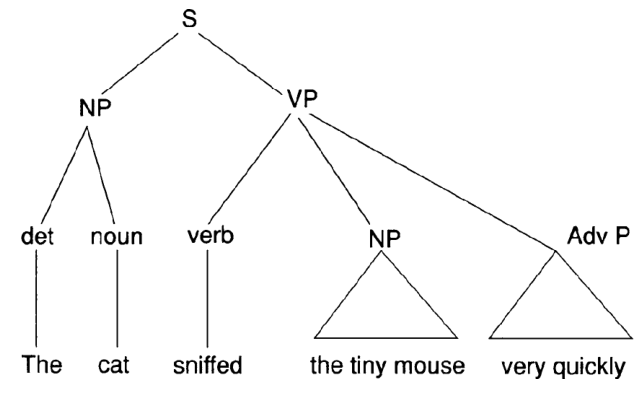 S
NP VP
det noun verb NP Adv P
The cat sniffed the tiny mouse very quickly